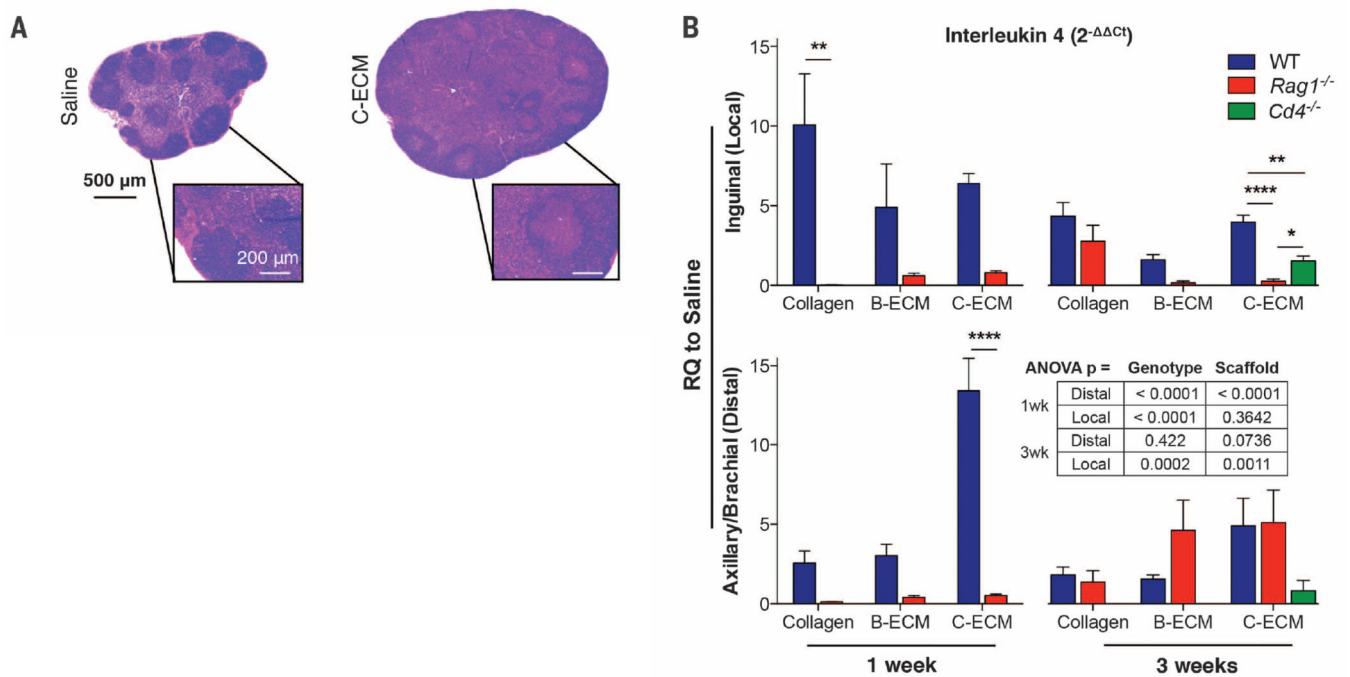 A
Saline
500 µm
200 µm
C-ECM
B
Interleukin 4 (2^-ΔΔCt)
WT
Rag1-/-
Cd4-/-
RQ to Saline
Inguinal (Local)
15
10
5
0
**
Collagen
B-ECM
C-ECM
**
****
*
Collagen
B-ECM
C-ECM
Axillary/Brachial (Distal)
15
10
5
0
****
Collagen
B-ECM
C-ECM
ANOVA p = Genotype Scaffold
1wk
Distal < 0.0001 < 0.0001
Local < 0.0001 0.3642
3wk
Distal 0.422 0.0736
Local 0.0002 0.0011
Collagen
B-ECM
C-ECM
1 week
3 weeks